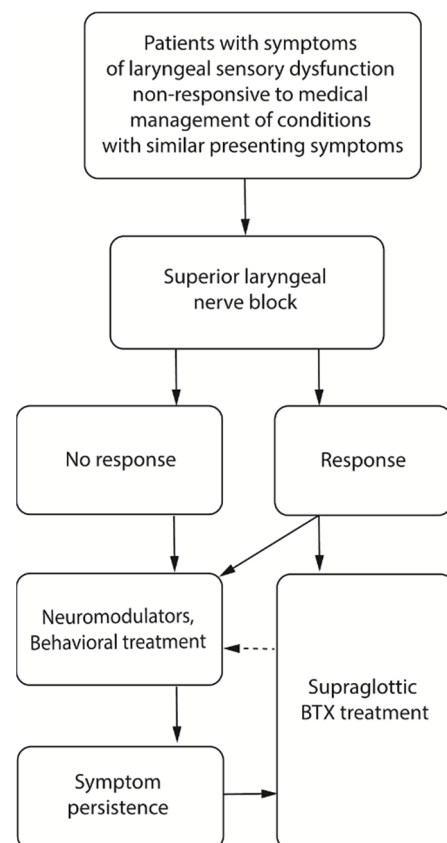 Patients with symptoms
of laryngeal sensory dysfunction
non-responsive to medical
management of conditions
with similar presenting symptoms
Superior laryngeal
nerve block
No response
Response
Neuromodulators,
Behavioral treatment
Supraglottic
BTX treatment
Symptom
persistence